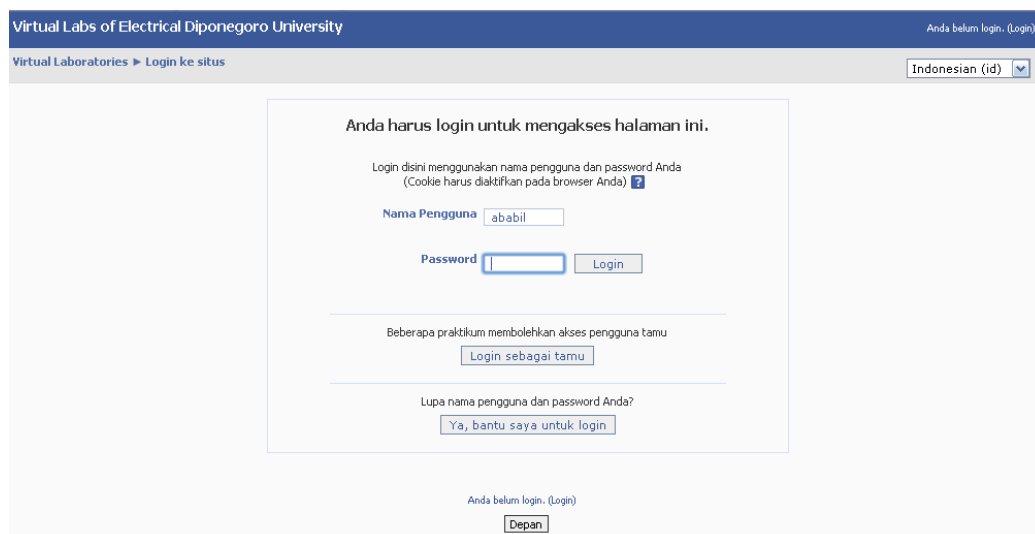 Virtual Labs of Electrical Diponegoro University
Anda belum login. (Login)
Virtual Laboratories ► Login ke situs
Indonesian (id)
Anda harus login untuk mengakses halaman ini.
Login disini menggunakan nama pengguna dan password Anda
(Cookie harus diaktifkan pada browser Anda) ?
Nama Pengguna ababil
Password Login
Beberapa praktikum membolehkan akses pengguna tamu
Login sebagai tamu
Lupa nama pengguna dan password Anda?
Ya, bantu saya untuk login
Anda belum login. (Login)
Depan